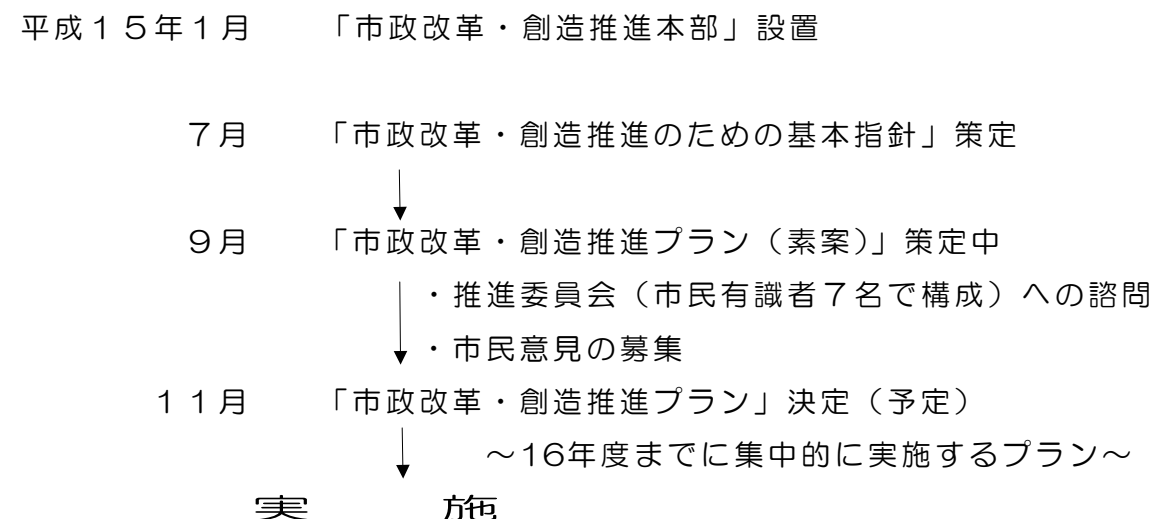 平成１５年１月　　「市政改革・創造推進本部」設置
７月　　「市政改革・創造推進のための基本指針」策定
９月　　「市政改革・創造推進プラン（素案）」策定中
・推進委員会（市民有識者７名で構成）への諮問
・市民意見の募集
１１月　　「市政改革・創造推進プラン」決定（予定）
～16年度までに集中的に実施するプラン～
実　　施